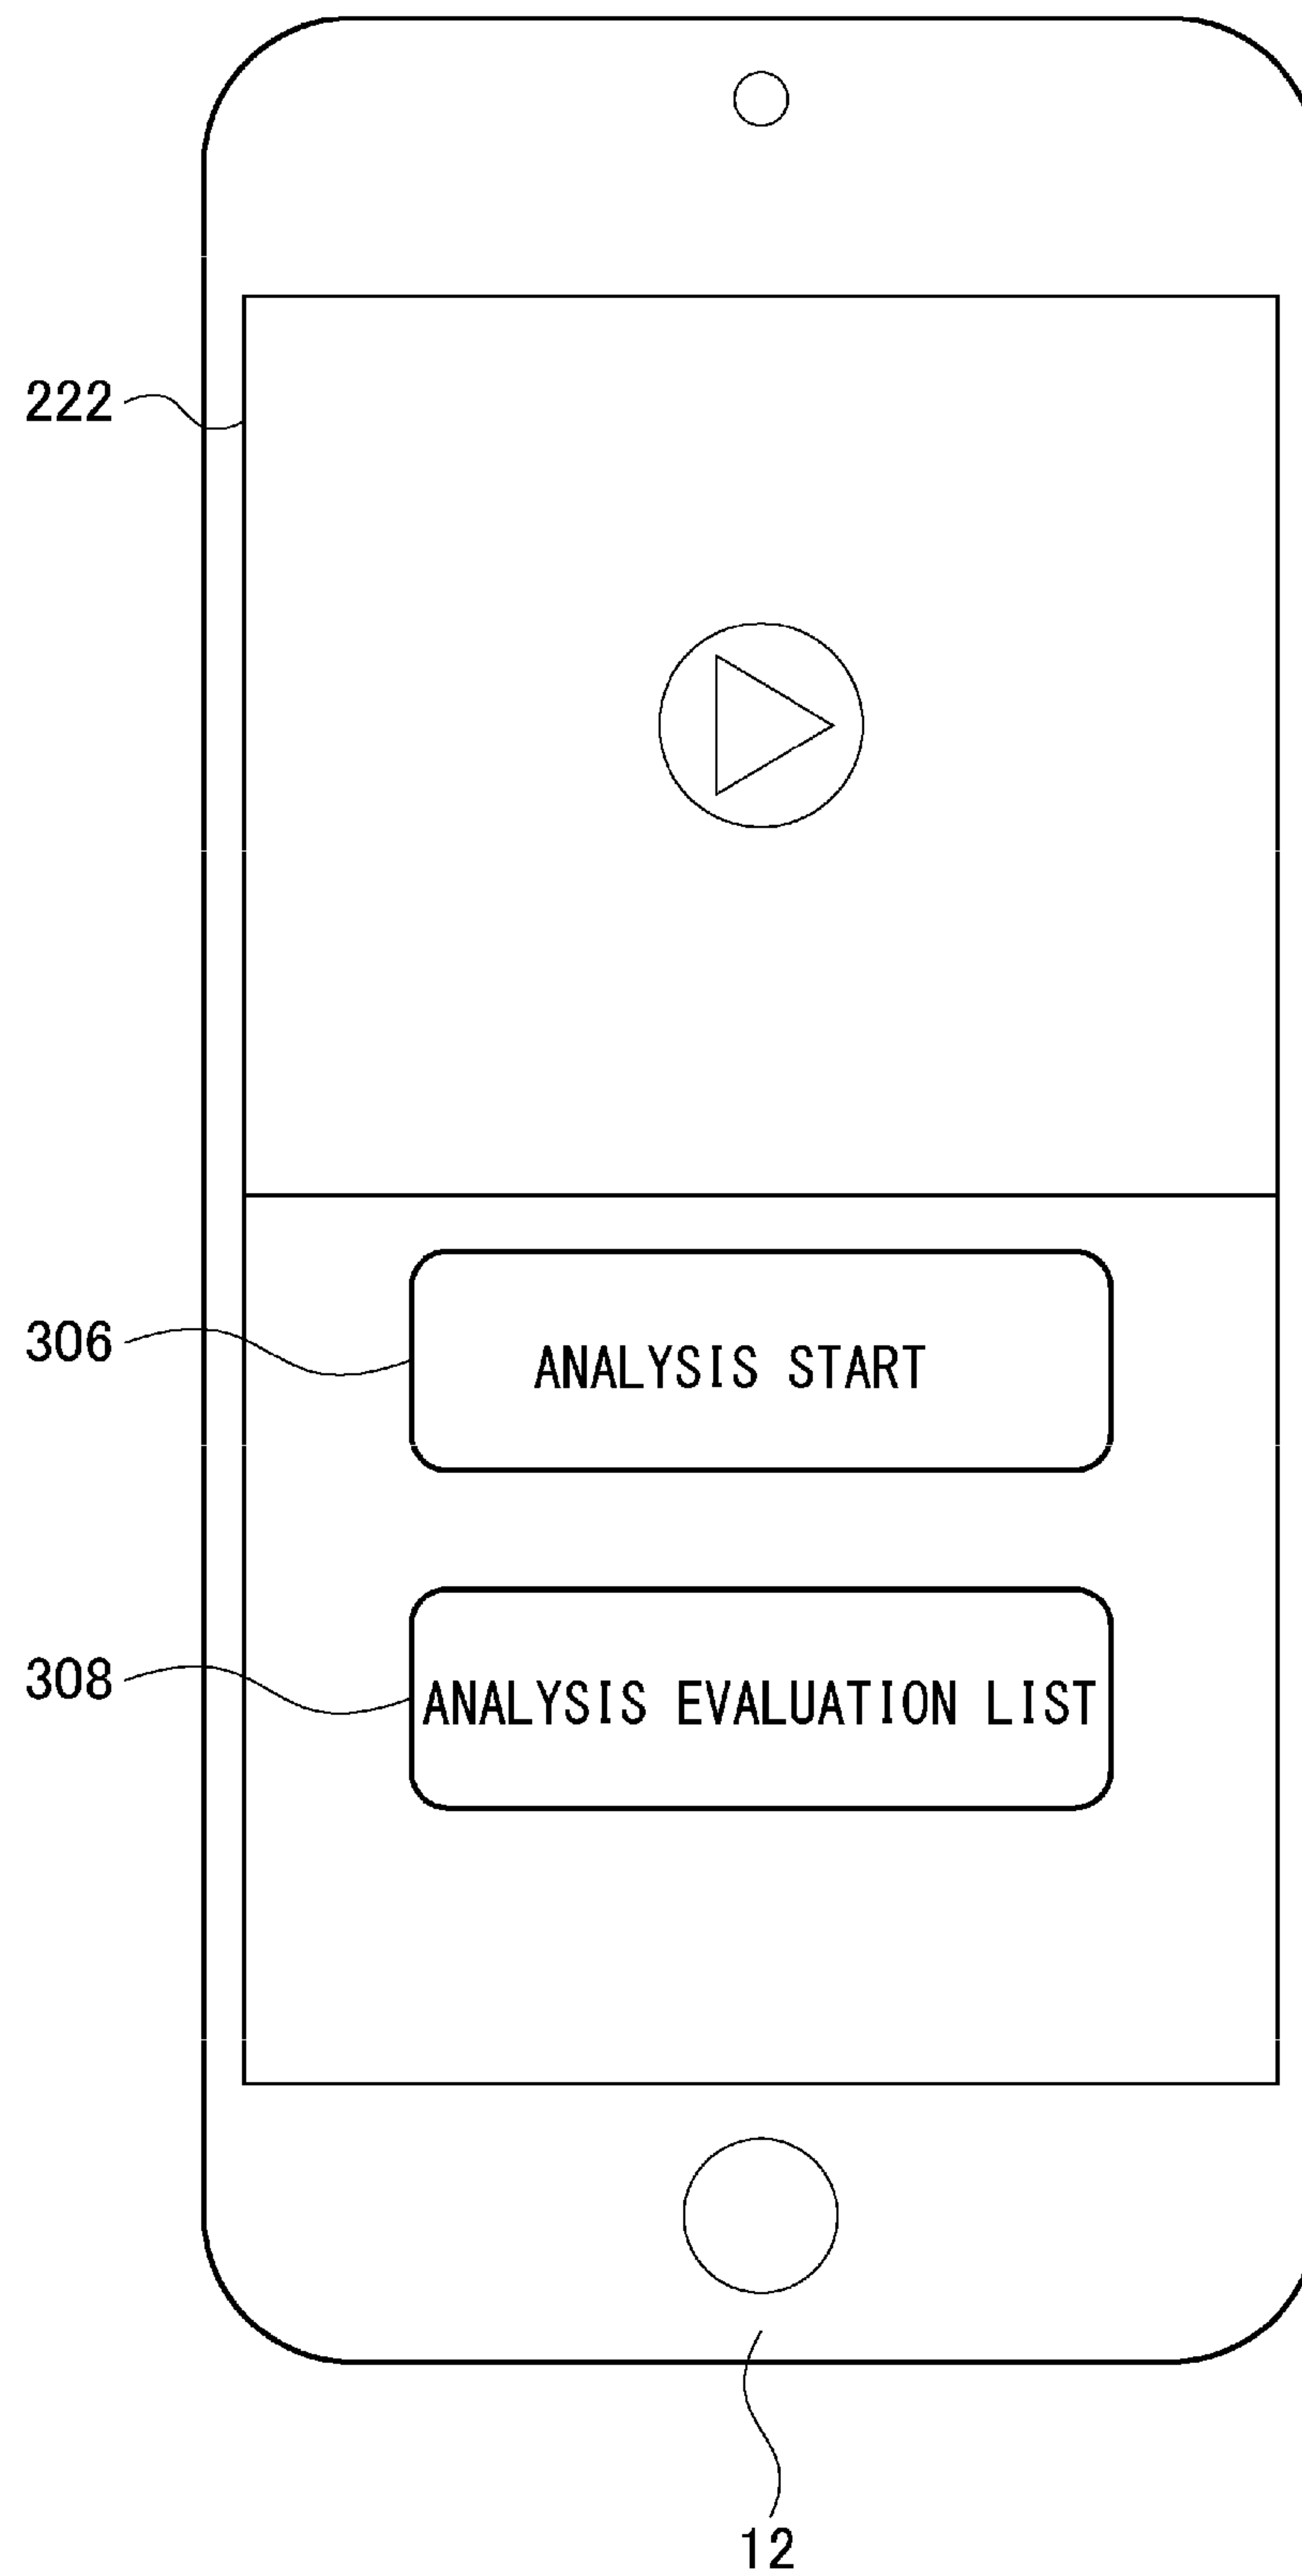 222
306
ANALYSIS START
308
ANALYSIS EVALUATION LIST
12